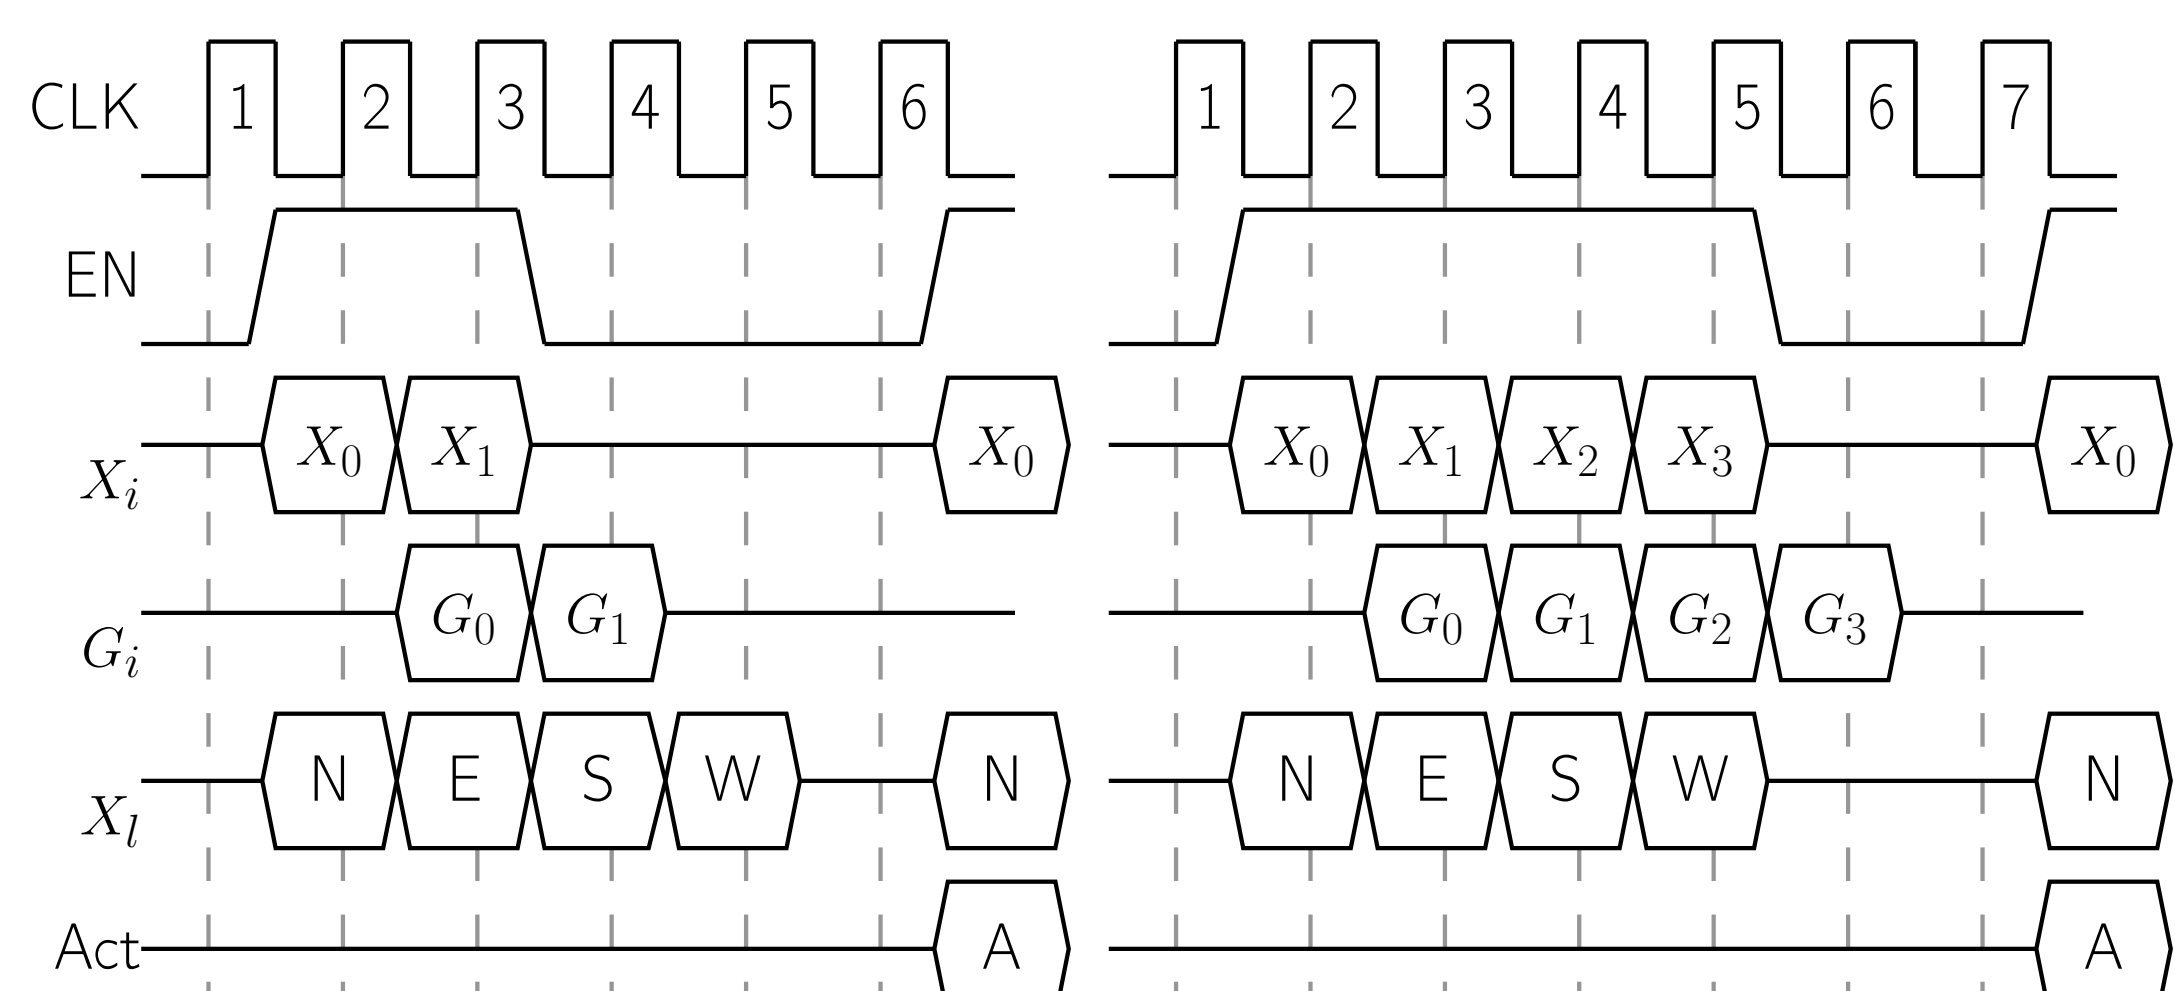 CLK 1 2 3 4 5 6 1 2 3 4 5 6 7
EN
X_i X_0 X_1 X_0 X_0 X_1 X_2 X_3 X_0
G_i G_0 G_1 G_0 G_1 G_2 G_3
X_l N E S W N N E S W N
Act A A